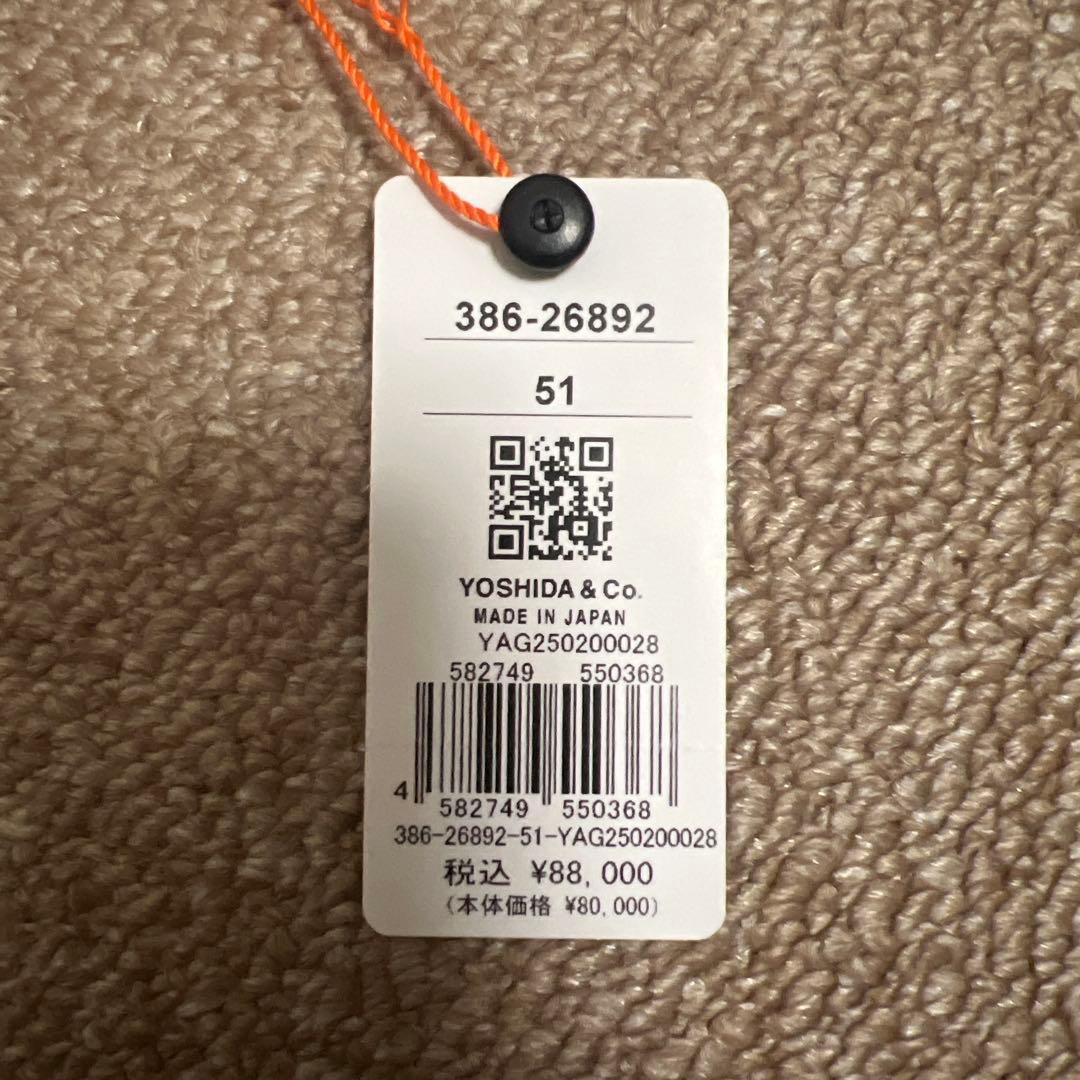 386-26892
51
YOSHIDA & Co.
MADE IN JAPAN
YAG250200028
582749 550368
4 582749 550368
386-26892-51-YAG250200028
税込 ¥88,000
(本体価格 ¥80,000)